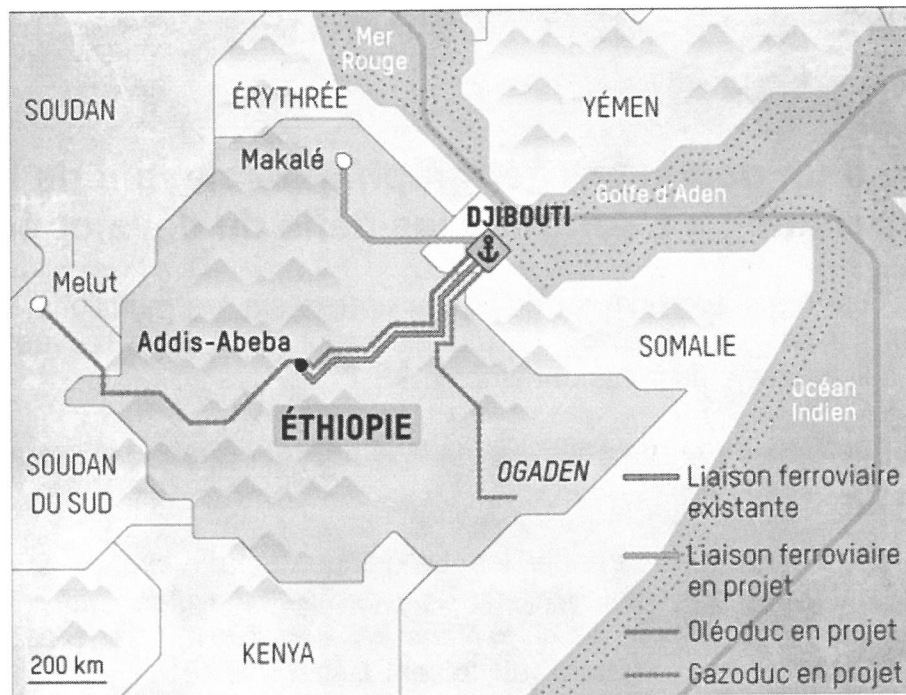 Mer
Rouge
SOUDAN
ÉRYTHRÉE
YÉMEN
Makalé
Golfe d'Aden
DJIBOUTI
Melut
Addis-Abeba
SOMALIE
Océan
Indien
ÉTHIOPIE
OGADEN
SOUDAN
DU SUD
Liaison ferroviaire
existante
Liaison ferroviaire
en projet
KENYA
Oléoduc en projet
200 km
Gazoduc en projet